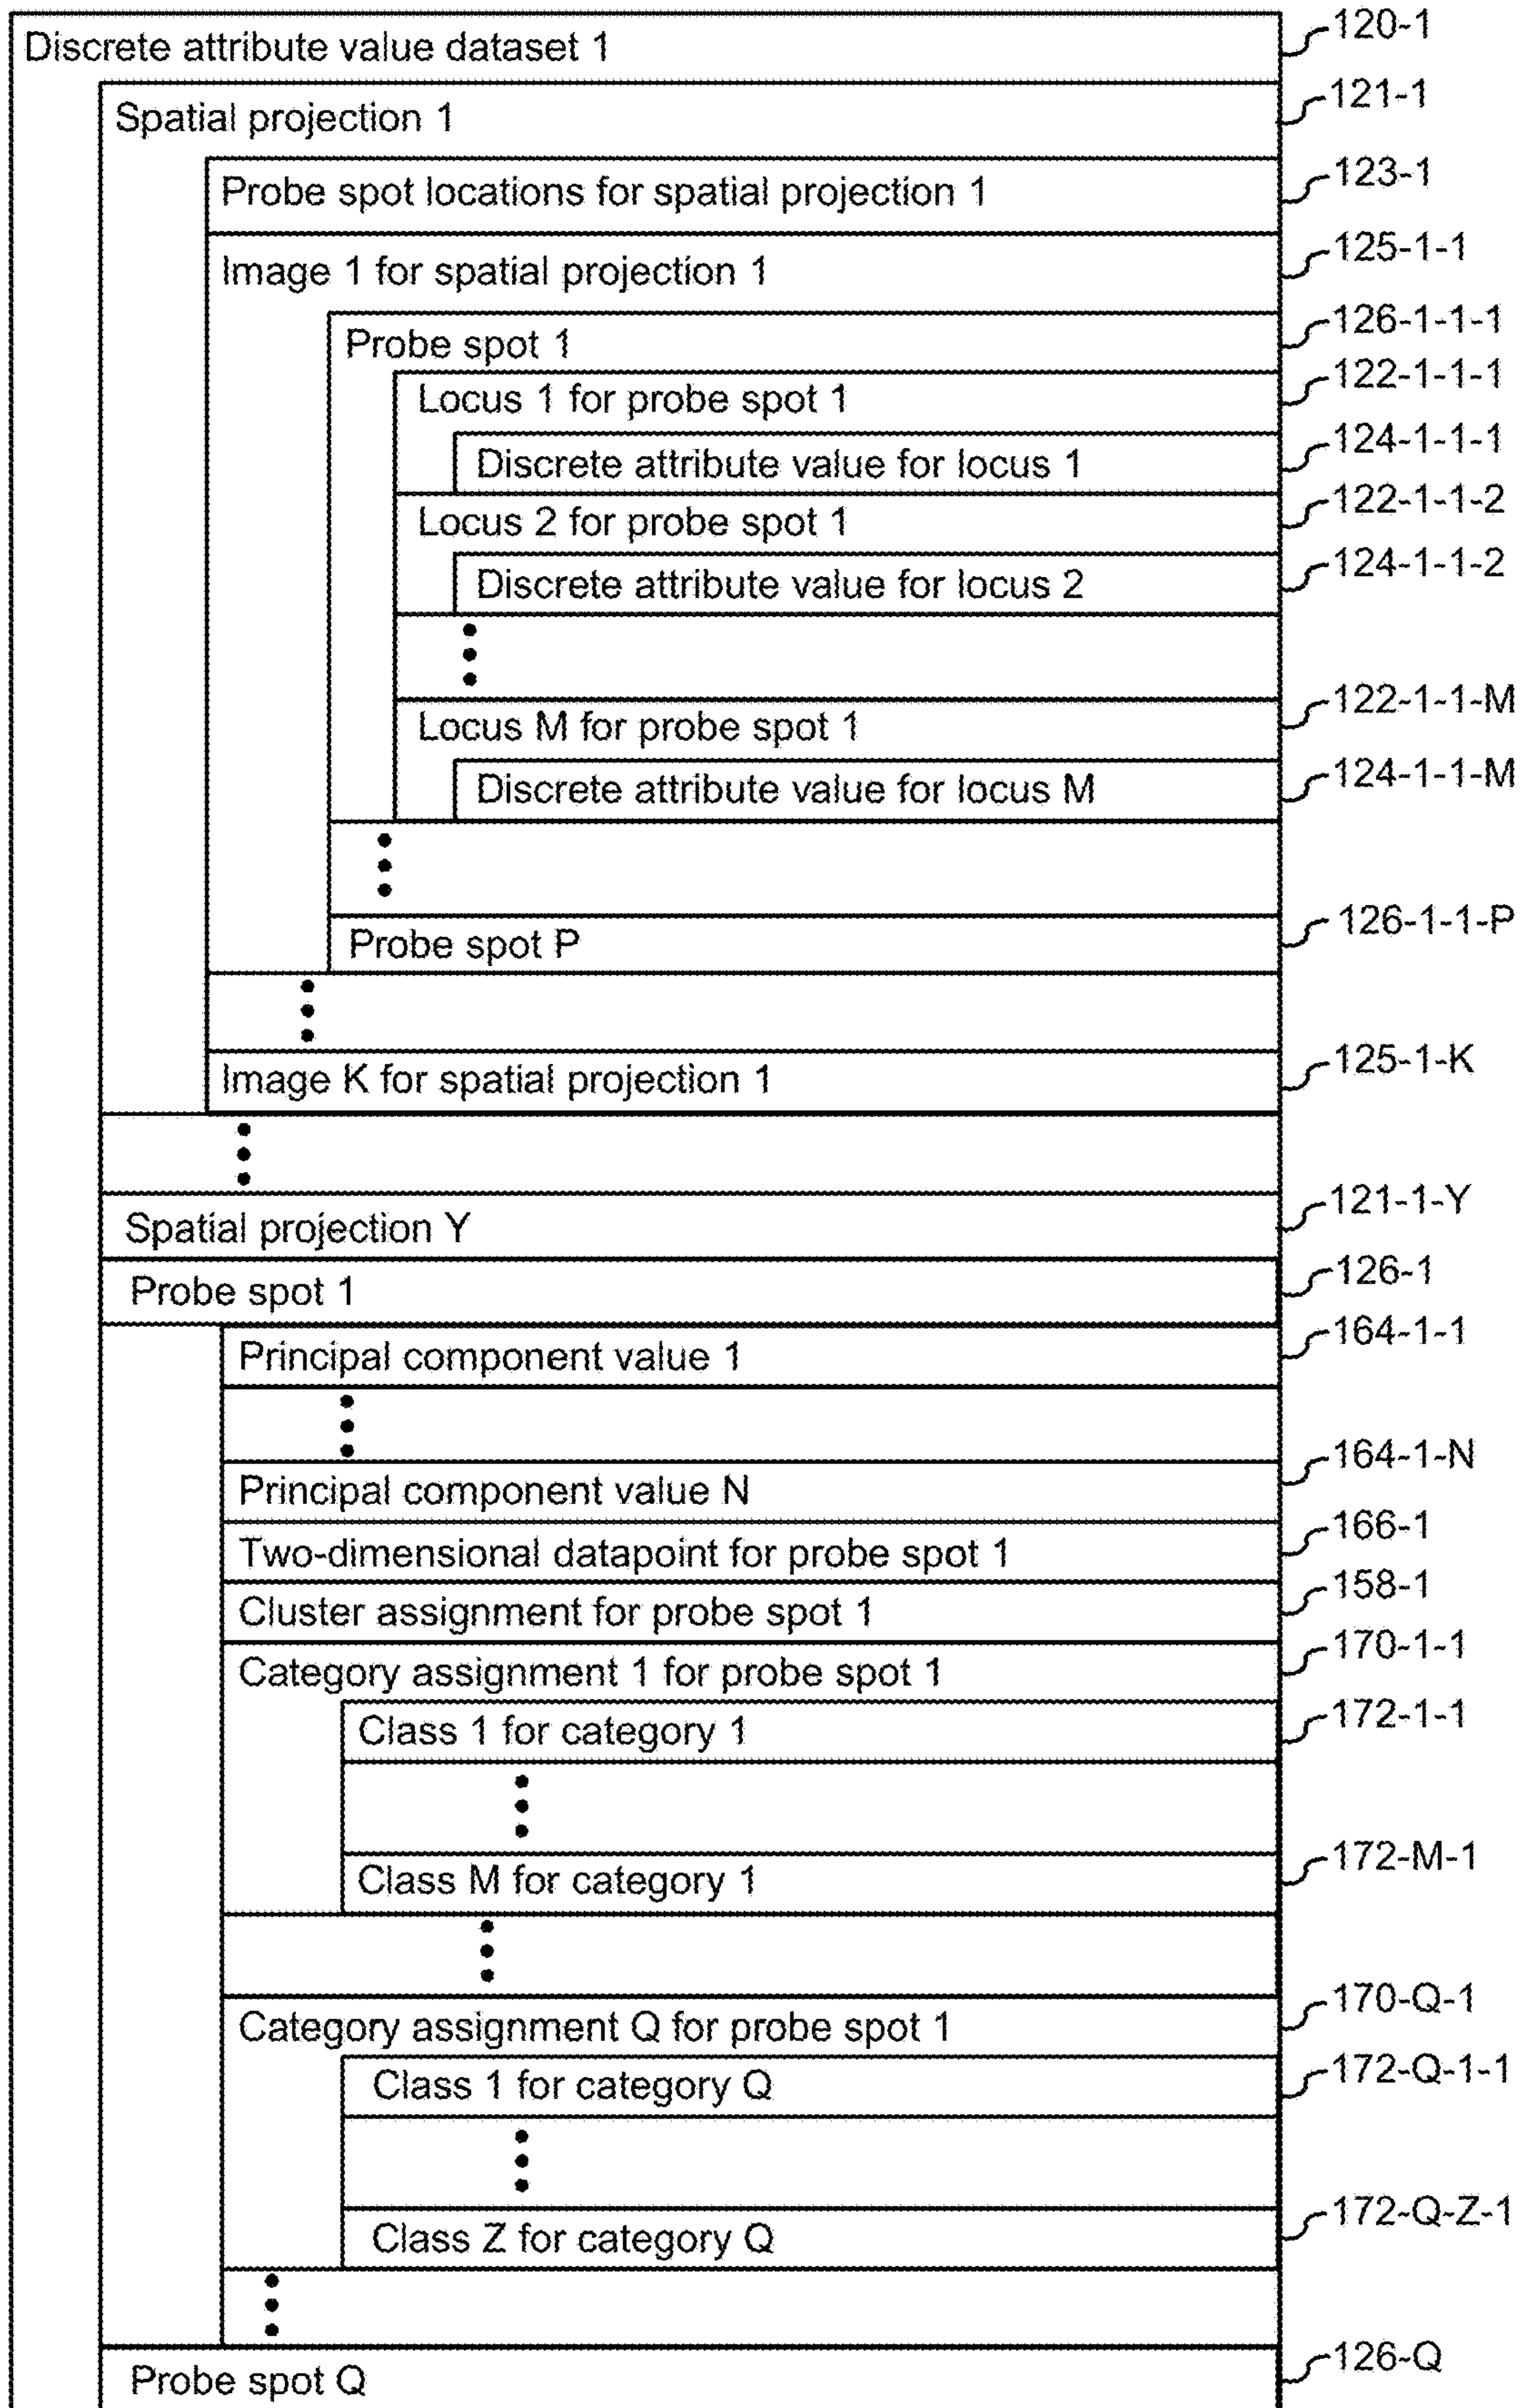 Discrete attribute value dataset 1
120-1
Spatial projection 1
121-1
Probe spot locations for spatial projection 1
123-1
Image 1 for spatial projection 1
125-1-1
Probe spot 1
126-1-1-1
Locus 1 for probe spot 1
122-1-1-1
Discrete attribute value for locus 1
124-1-1-1
Locus 2 for probe spot 1
122-1-1-2
Discrete attribute value for locus 2
124-1-1-2
Locus M for probe spot 1
122-1-1-M
Discrete attribute value for locus M
124-1-1-M
Probe spot P
126-1-1-P
Image K for spatial projection 1
125-1-K
Spatial projection Y
121-1-Y
Probe spot 1
126-1
Principal component value 1
164-1-1
Principal component value N
164-1-N
Two-dimensional datapoint for probe spot 1
166-1
Cluster assignment for probe spot 1
158-1
Category assignment 1 for probe spot 1
170-1-1
Class 1 for category 1
172-1-1
Class M for category 1
172-M-1
Category assignment Q for probe spot 1
170-Q-1
Class 1 for category Q
172-Q-1-1
Class Z for category Q
172-Q-Z-1
Probe spot Q
126-Q